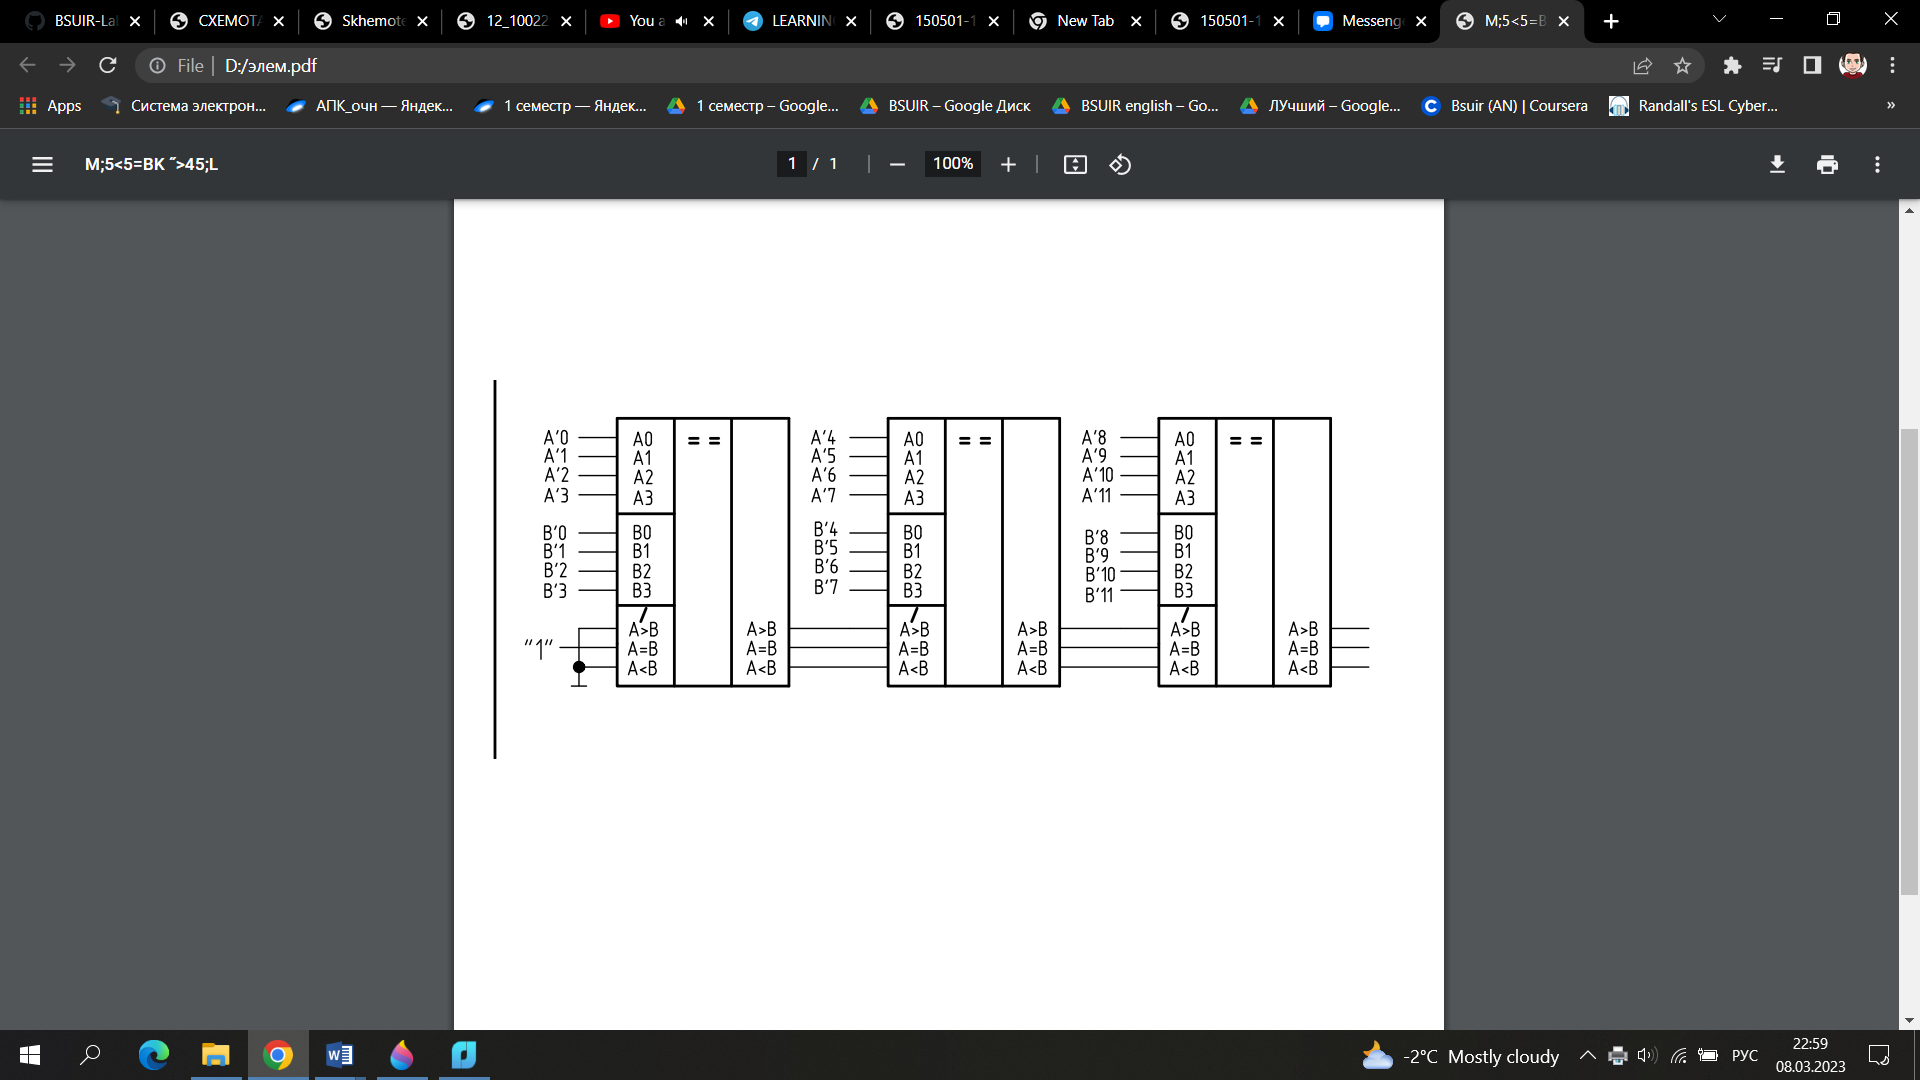 BSUIR-La
СХЕМОТА
Skhemote
12_10022
You a
LEARNIN
150501-1
New Tab
150501-1
Messeng
M;5<5=B
File | D:/элем.pdf
Apps
Система электрон...
АПК_очн — Яндек...
1 семестр — Яндек...
1 семестр – Google...
BSUIR – Google Диск
BSUIR english – Go...
ЛУчший – Google...
Bsuir (AN) | Coursera
Randall's ESL Cyber...
»
M;5<5=BK ˝>45;L
1 / 1
100%
A'0
A'1
A'2
A'3
B'0
B'1
B'2
B'3
"1"
A0
A1
A2
A3
B0
B1
B2
B3
A>B
A=B
A<B
= =
A>B
A=B
A<B
A'4
A'5
A'6
A'7
B'4
B'5
B'6
B'7
A0
A1
A2
A3
B0
B1
B2
B3
A>B
A=B
A<B
= =
A>B
A=B
A<B
A'8
A'9
A'10
A'11
B'8
B'9
B'10
B'11
A0
A1
A2
A3
B0
B1
B2
B3
A>B
A=B
A<B
= =
A>B
A=B
A<B
-2°C Mostly cloudy
РУС
22:59
08.03.2023